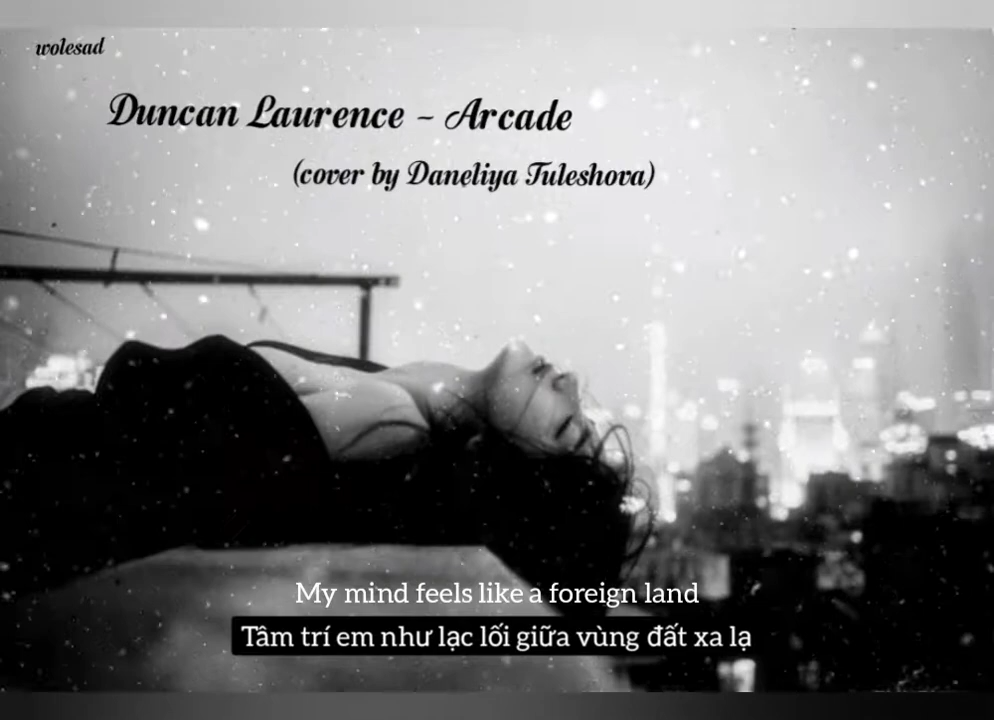 wolesad
Duncan Laurence – Arcade
(cover by Daneliya Tuleshova)
My mind feels like a foreign land
Tâm trí em như lạc lối giữa vùng đất xa lạ